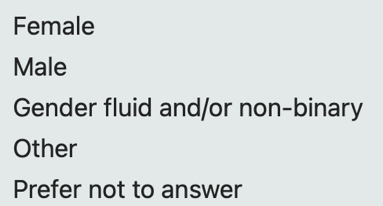 Female
Male
Gender fluid and/or non-binary
Other
Prefer not to answer